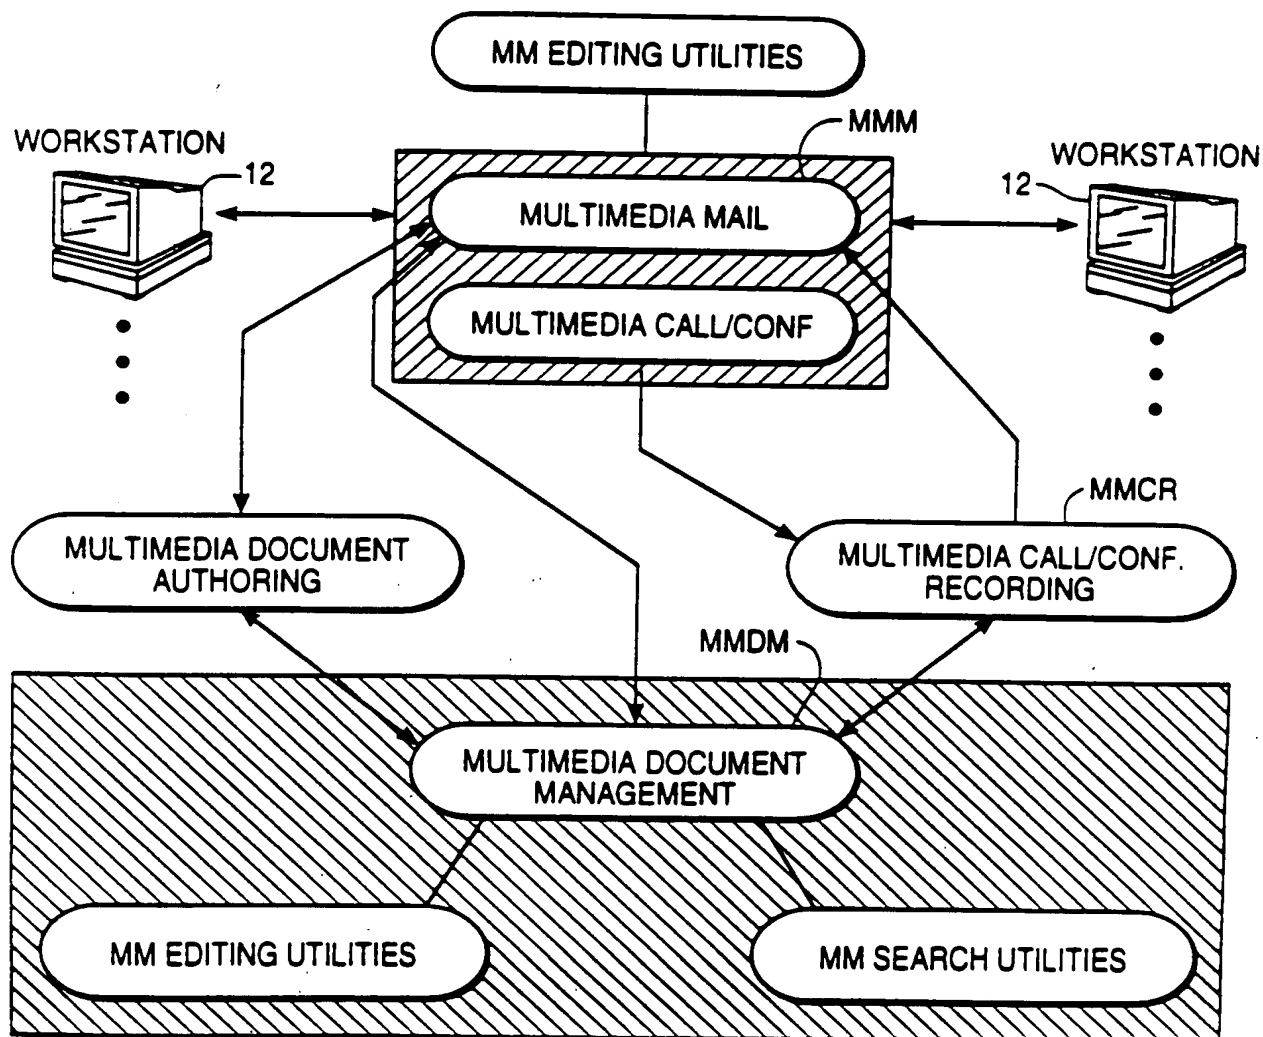 MM EDITING UTILITIES
MMM
WORKSTATION
12
WORKSTATION
12
MULTIMEDIA MAIL
MULTIMEDIA CALL/CONF
MMCR
MULTIMEDIA DOCUMENT
AUTHORING
MULTIMEDIA CALL/CONF.
RECORDING
MMDM
MULTIMEDIA DOCUMENT
MANAGEMENT
MM EDITING UTILITIES
MM SEARCH UTILITIES